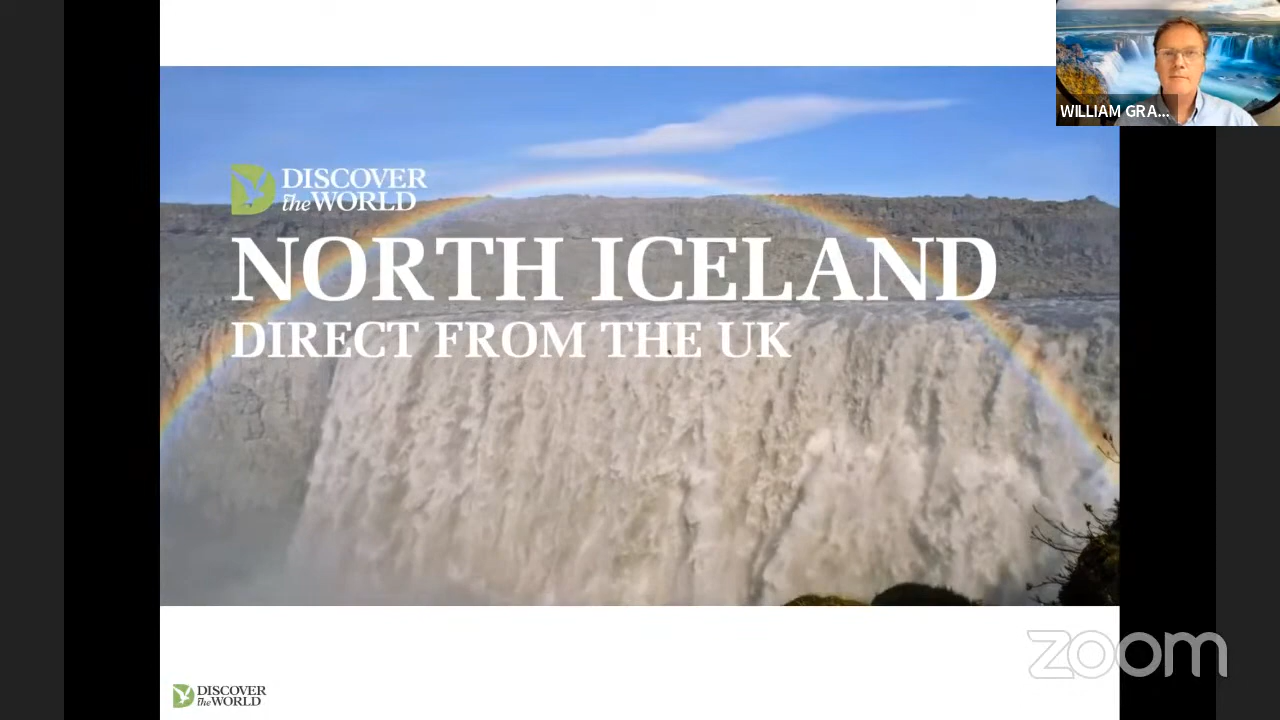 WILLIAM GRA...
DISCOVER
the WORLD
NORTH ICELAND
DIRECT FROM THE UK
zoom
DISCOVER
the WORLD